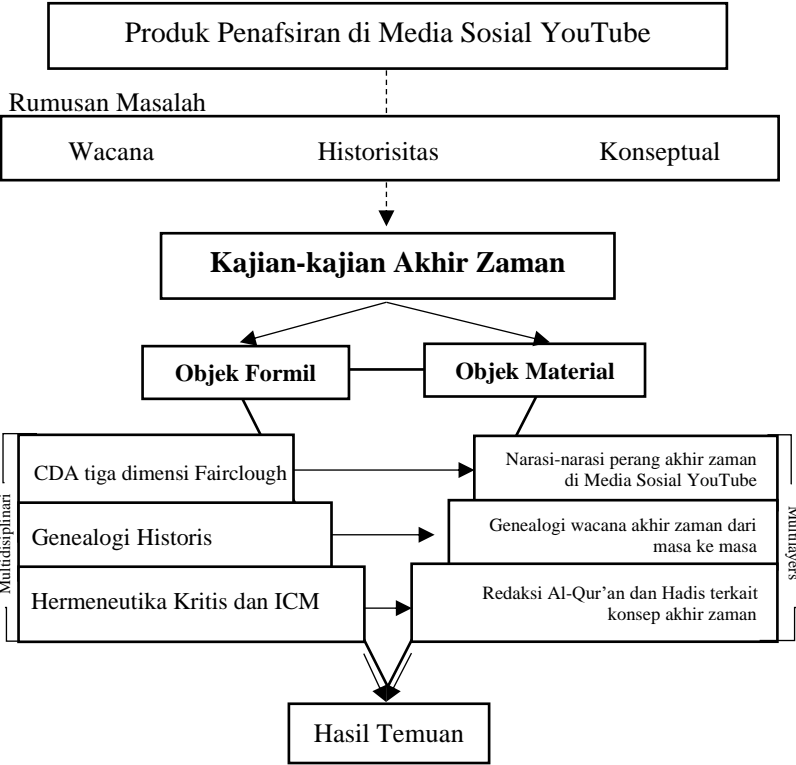 Produk Penafsiran di Media Sosial YouTube
Rumusan Masalah
Wacana Historisitas Konseptual
Kajian-kajian Akhir Zaman
Objek Formil
Objek Material
Multidisiplinari
CDA tiga dimensi Fairclough
Narasi-narasi perang akhir zaman
di Media Sosial YouTube
Genealogi Historis
Genealogi wacana akhir zaman dari
masa ke masa
Hermeneutika Kritis dan ICM
Redaksi Al-Qur’an dan Hadis terkait
konsep akhir zaman
Multilayers
Hasil Temuan